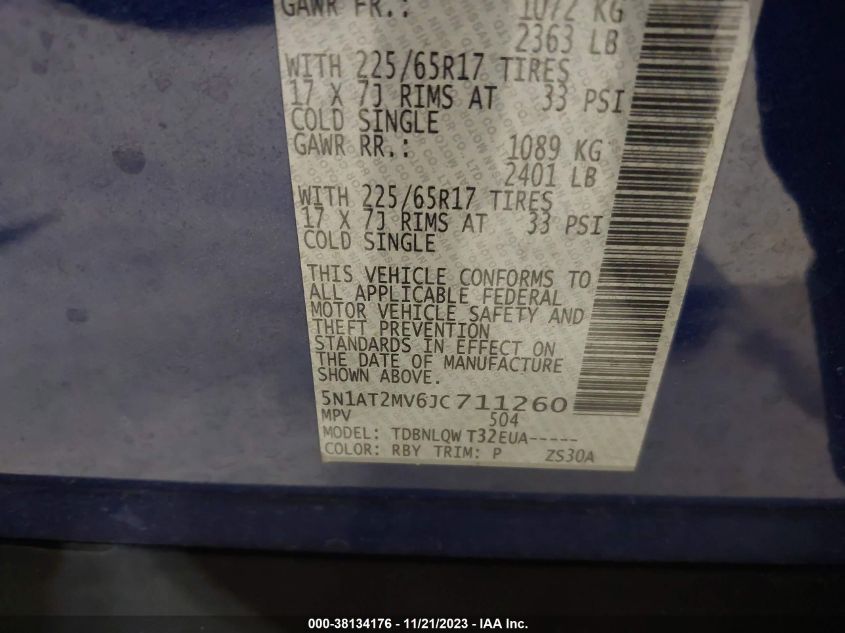 GAWR FR.: 1072 KG
2363 LB
WITH 225/65R17 TIRES
17 X 7J RIMS AT 33 PSI
COLD SINGLE
GAWR RR.: 1089 KG
2401 LB
WITH 225/65R17 TIRES
17 X 7J RIMS AT 33 PSI
COLD SINGLE
THIS VEHICLE CONFORMS TO
ALL APPLICABLE FEDERAL
MOTOR VEHICLE SAFETY AND
THEFT PREVENTION
STANDARDS IN EFFECT ON
THE DATE OF MANUFACTURE
SHOWN ABOVE.
5N1AT2MV6JC711260
MPV 504
MODEL: TDBNLQW T32EUA-----
COLOR: RBY TRIM: P ZS30A
000-38134176 - 11/21/2023 - IAA Inc.